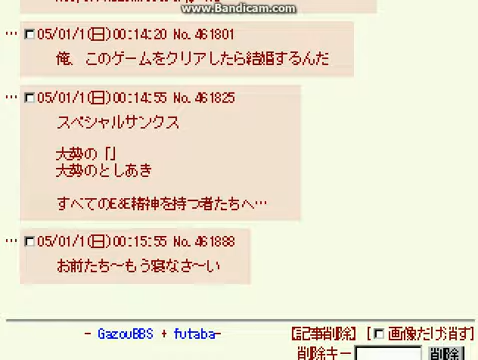 www.Bandicam.com
…□05/01/1(日)00:14:20 No.461801
俺、このゲームをクリアしたら結婚するんだ
…□05/01/1(日)00:14:55 No.461825
スペシャルサンクス
大勢の「」
大勢のとしあき
すべてのE&E精神を持つ者たちへ…
…□05/01/1(日)00:15:55 No.461888
お前たち～もう寝なさ～い
- GazouBBS + futaba-
【記事削除】[□画像だけ消す]
削除キー 削除